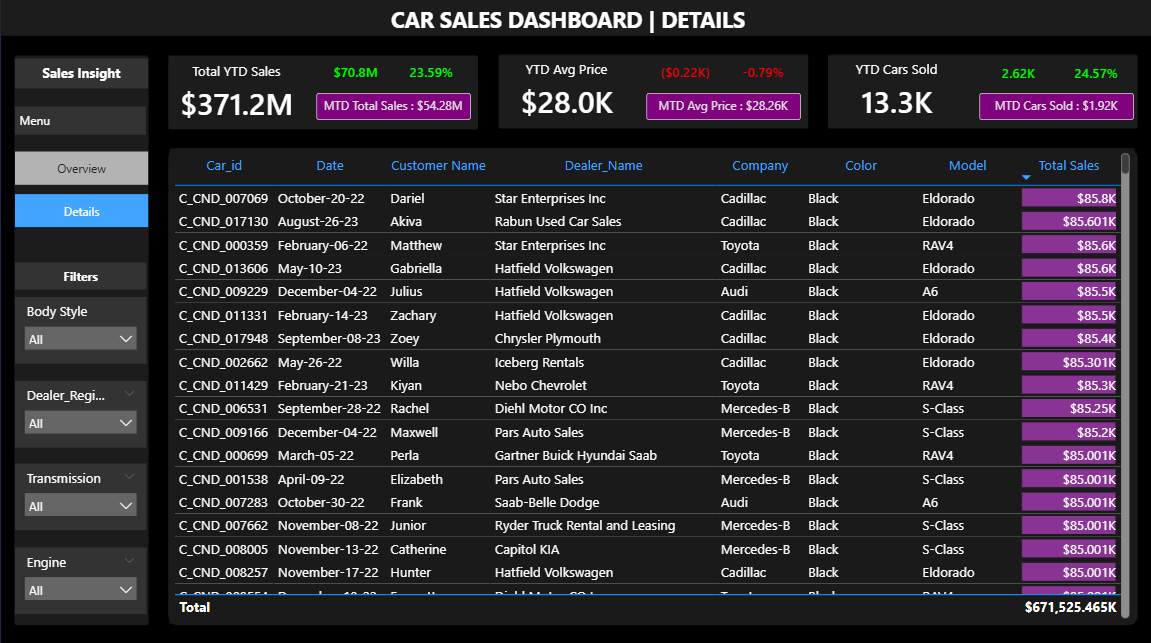 CAR SALES DASHBOARD | DETAILS
Sales Insight
Menu
Overview
Details
Filters
Body Style
All
Dealer_Regi...
All
Transmission
All
Engine
All
Total YTD Sales $70.8M 23.59%
$371.2M MTD Total Sales : $54.28M
YTD Avg Price ($0.22K) -0.79%
$28.0K MTD Avg Price : $28.26K
YTD Cars Sold 2.62K 24.57%
13.3K MTD Cars Sold : $1.92K
Car_id Date Customer Name Dealer_Name Company Color Model Total Sales
C_CND_007069 October-20-22 Dariel Star Enterprises Inc Cadillac Black Eldorado $85.8K
C_CND_017130 August-26-23 Akiva Rabun Used Car Sales Cadillac Black Eldorado $85.601K
C_CND_000359 February-06-22 Matthew Star Enterprises Inc Toyota Black RAV4 $85.6K
C_CND_013606 May-10-23 Gabriella Hatfield Volkswagen Cadillac Black Eldorado $85.6K
C_CND_009229 December-04-22 Julius Hatfield Volkswagen Audi Black A6 $85.5K
C_CND_011331 February-14-23 Zachary Hatfield Volkswagen Cadillac Black Eldorado $85.5K
C_CND_017948 September-08-23 Zoey Chrysler Plymouth Cadillac Black Eldorado $85.4K
C_CND_002662 May-26-22 Willa Iceberg Rentals Cadillac Black Eldorado $85.301K
C_CND_011429 February-21-23 Kiyan Nebo Chevrolet Toyota Black RAV4 $85.3K
C_CND_006531 September-28-22 Rachel Diehl Motor CO Inc Mercedes-B Black S-Class $85.25K
C_CND_009166 December-04-22 Maxwell Pars Auto Sales Mercedes-B Black S-Class $85.2K
C_CND_000699 March-05-22 Perla Gartner Buick Hyundai Saab Toyota Black RAV4 $85.001K
C_CND_001538 April-09-22 Elizabeth Pars Auto Sales Mercedes-B Black S-Class $85.001K
C_CND_007283 October-30-22 Frank Saab-Belle Dodge Audi Black A6 $85.001K
C_CND_007662 November-08-22 Junior Ryder Truck Rental and Leasing Mercedes-B Black S-Class $85.001K
C_CND_008005 November-13-22 Catherine Capitol KIA Mercedes-B Black S-Class $85.001K
C_CND_008257 November-17-22 Hunter Hatfield Volkswagen Cadillac Black Eldorado $85.001K
Total $671,525.465K